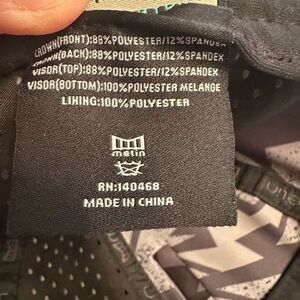 CROWN(FRONT):88%POLYESTER/12%SPANDEX
CROWN(BACK):88%POLYESTER/12%SPANDEX
VISOR(TOP):88%POLYESTER/12%SPANDEX
VISOR(BOTTOM):100%POLYESTER MELANGE
LINING:100%POLYESTER
melin
RN:140468
MADE IN CHINA